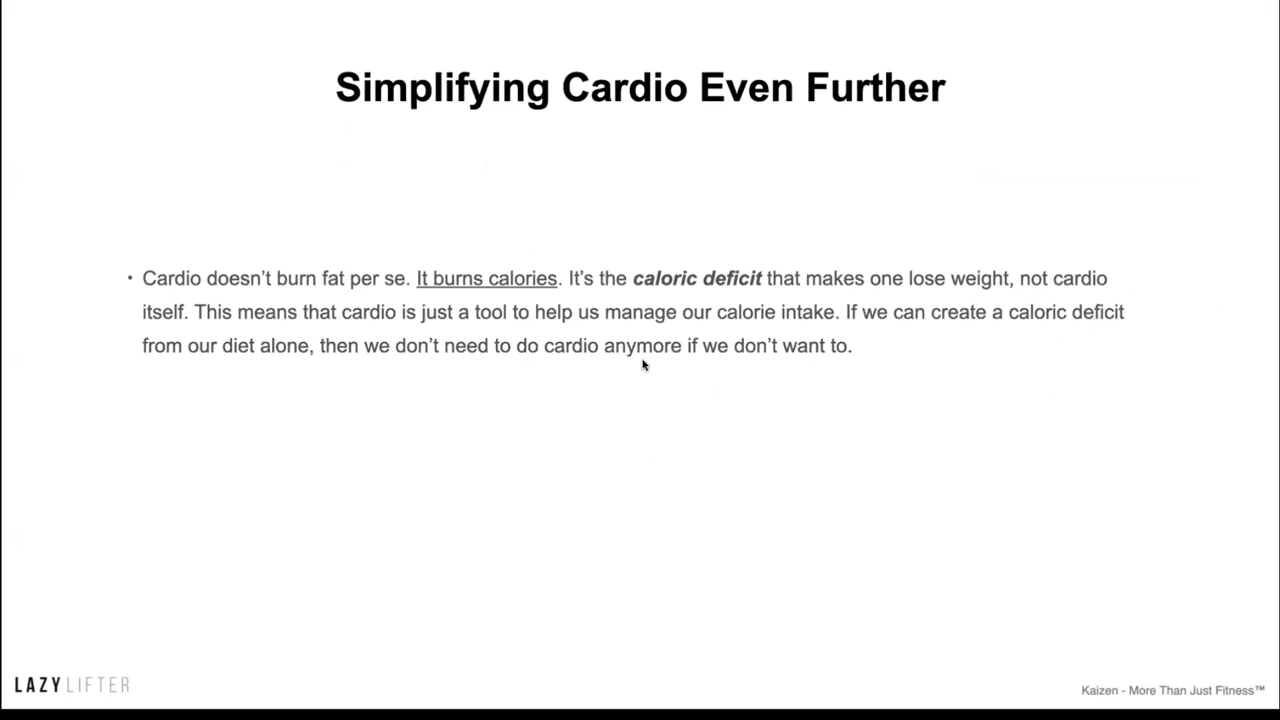 Simplifying Cardio Even Further
• Cardio doesn’t burn fat per se. It burns calories. It’s the caloric deficit that makes one lose weight, not cardio
itself. This means that cardio is just a tool to help us manage our calorie intake. If we can create a caloric deficit
from our diet alone, then we don’t need to do cardio anymore if we don’t want to.
LAZYLIFTER
Kaizen - More Than Just Fitness™